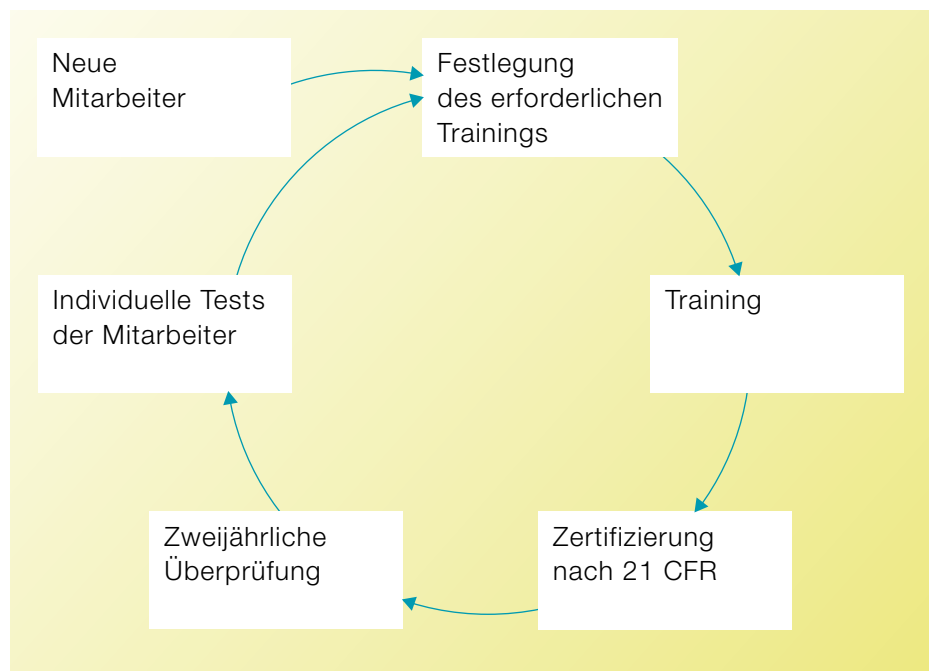 Neue
Mitarbeiter
Festlegung
des erforderlichen
Trainings
Training
Zertifizierung
nach 21 CFR
Zweijährliche
Überprüfung
Individuelle Tests
der Mitarbeiter